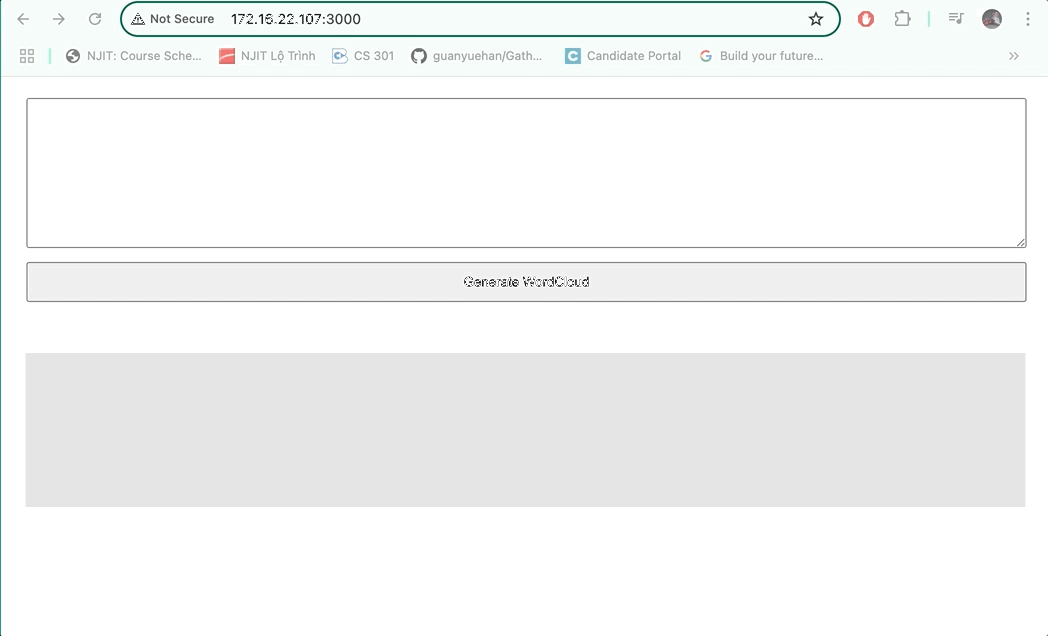 Not Secure 172.16.22.107:3000
NJIT: Course Sche... NJIT Lộ Trình CS 301 guanyuehan/Gath... Candidate Portal Build your future...
Generate WordCloud